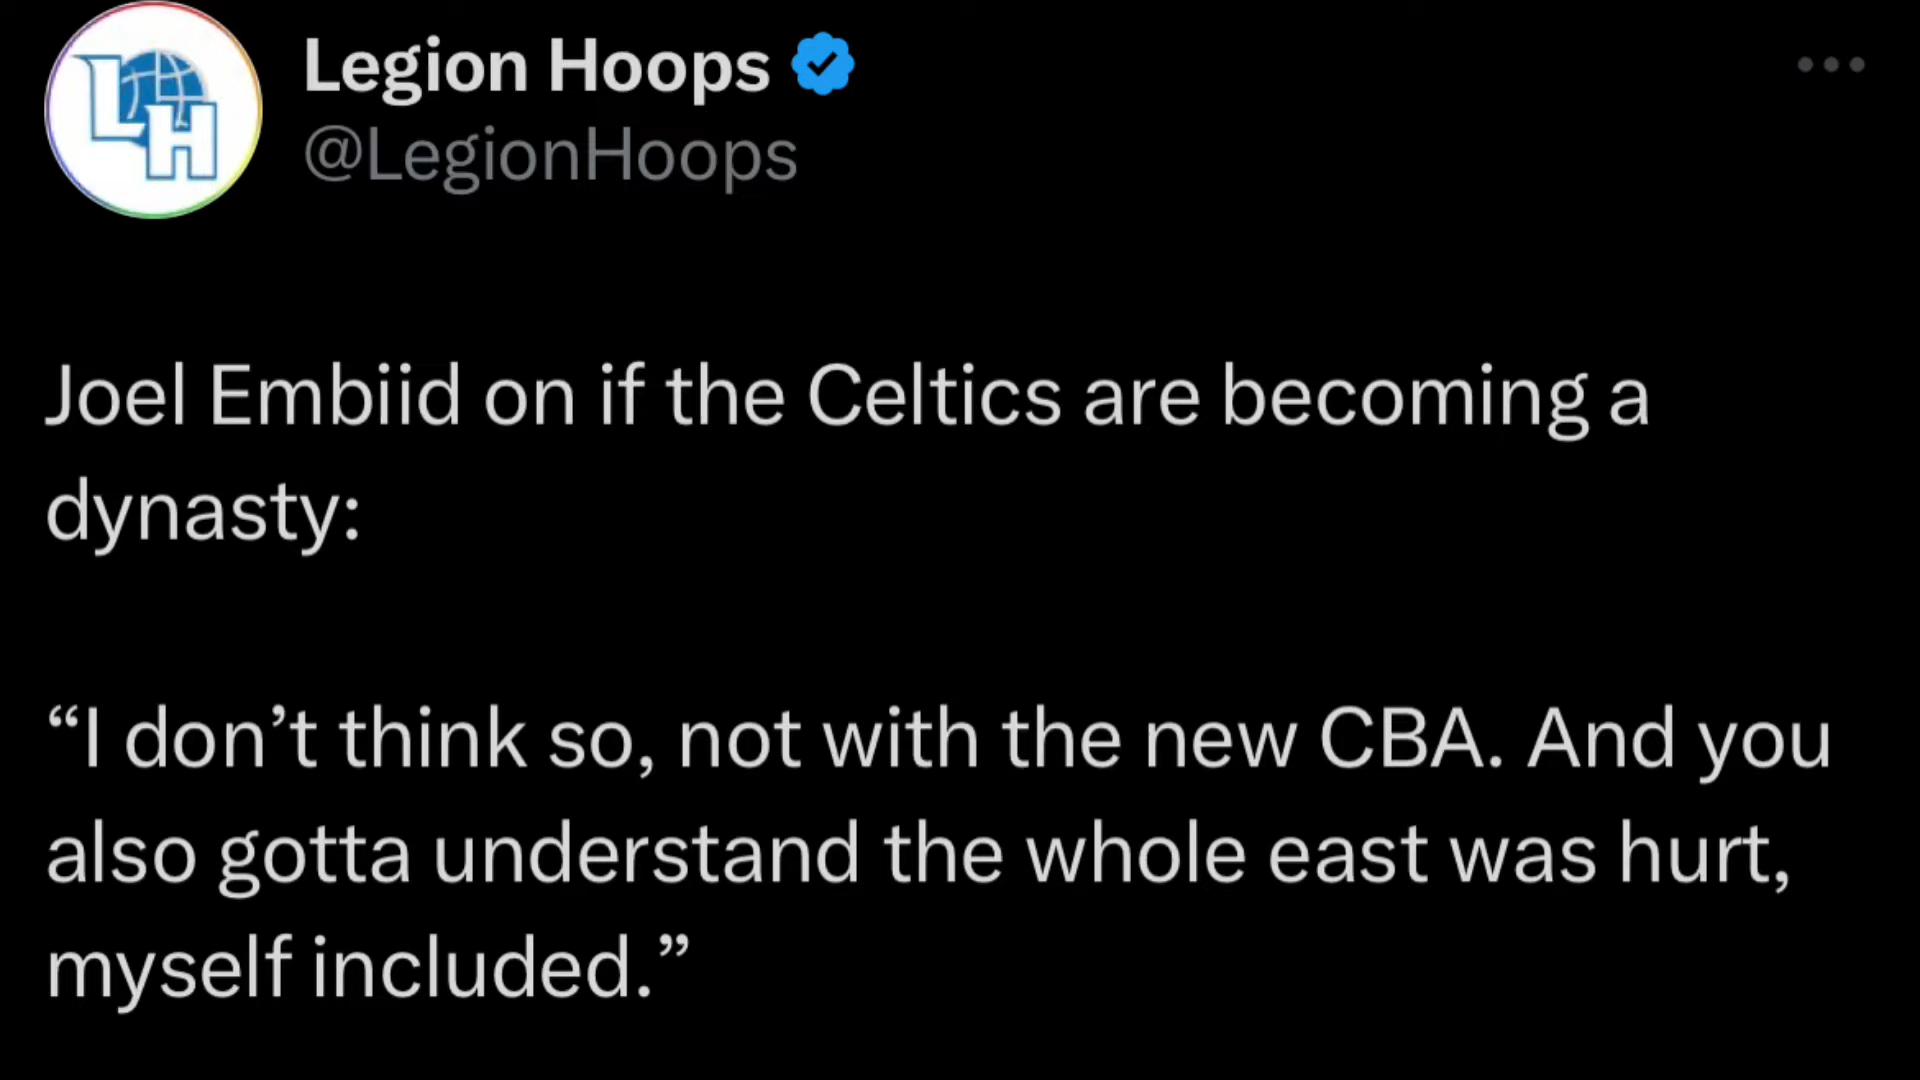 LH
Legion Hoops
@LegionHoops
Joel Embiid on if the Celtics are becoming a
dynasty:
“I don’t think so, not with the new CBA. And you
also gotta understand the whole east was hurt,
myself included.”